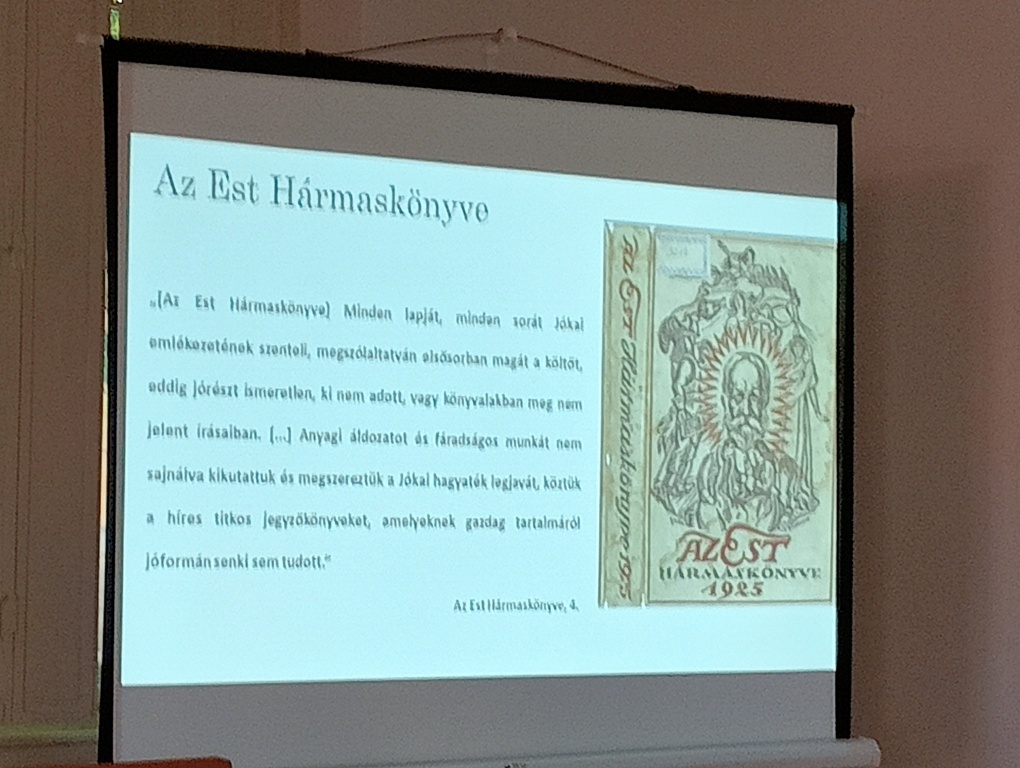 Az Est Hármaskönyve
„[Az Est Hármaskönyve] Minden lapját, minden sorát Jókai
emlékezetének szenteli, megszólaltatván elsősorban magát a költőt,
eddig jórészt ismeretlen, ki nem adott, vagy könyvalakban meg nem
jelent írásaiban. [...] Anyagi áldozatot és fáradságos munkát nem
sajnálva kikutattuk és megszereztük a Jókai hagyaték legjavát, köztük
a híres titkos jegyzőkönyveket, amelyeknek gazdag tartalmáról
jóformán senki sem tudott."
Az Est Hármaskönyve, 4.
AZ EST Hármaskönyve 1925
AZ EST
HÁRMASKÖNYVE
1925